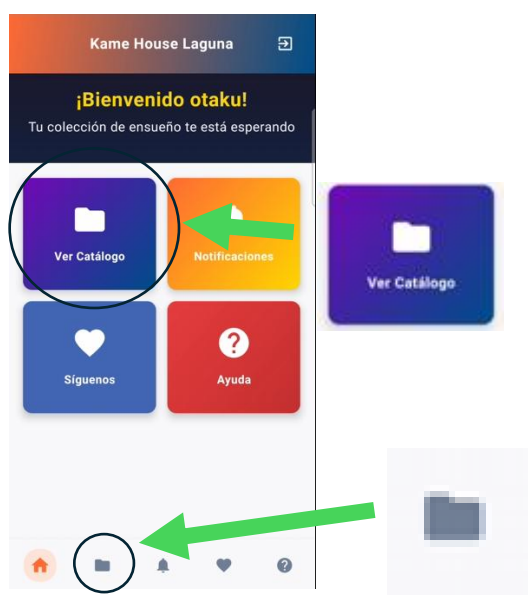 Kame House Laguna
¡Bienvenido otaku!
Tu colección de ensueño te está esperando
Ver Catálogo
Notificaciones
Ver Catálogo
Síguenos
Ayuda